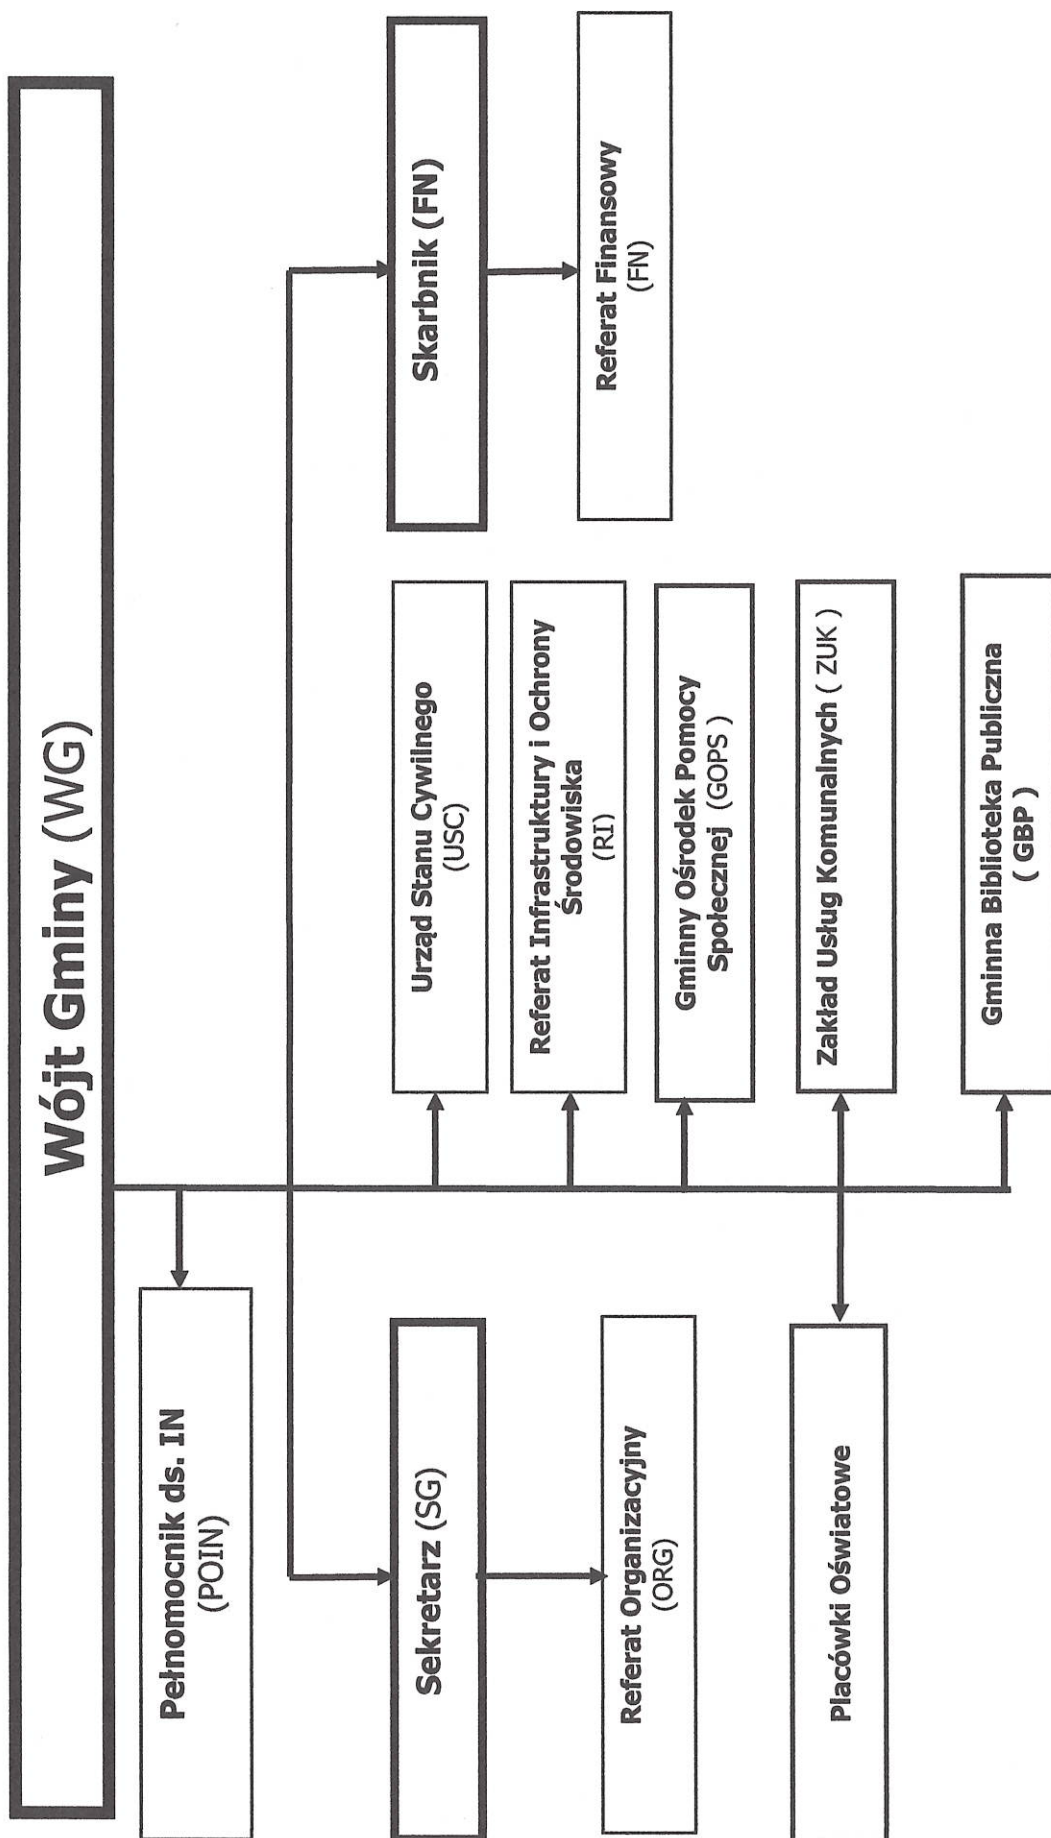 Wójt Gminy (WG)
Pełnomocnik ds. IN
(POIN)
Sekretarz (SG)
Skarbnik (FN)
Referat Organizacyjny
(ORG)
Referat Finansowy
(FN)
Urząd Stanu Cywilnego
(USC)
Referat Infrastruktury i Ochrony
Środowiska
(RI)
Gminny Ośrodek Pomocy
Społecznej (GOPS )
Placówki Oświatowe
Zakład Usług Komunalnych ( ZUK )
Gminna Biblioteka Publiczna
( GBP )